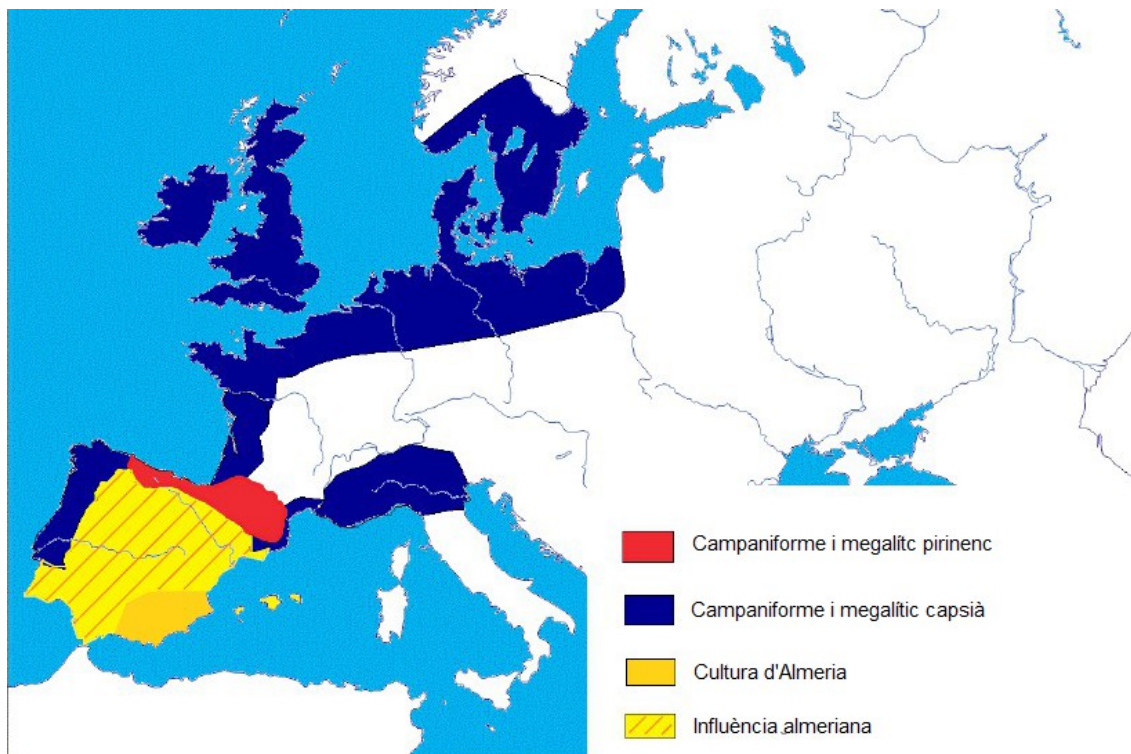 Campaniforme i megalítc pirinenc
Campaniforme i megalític capsià
Cultura d'Almeria
Influència almeriana